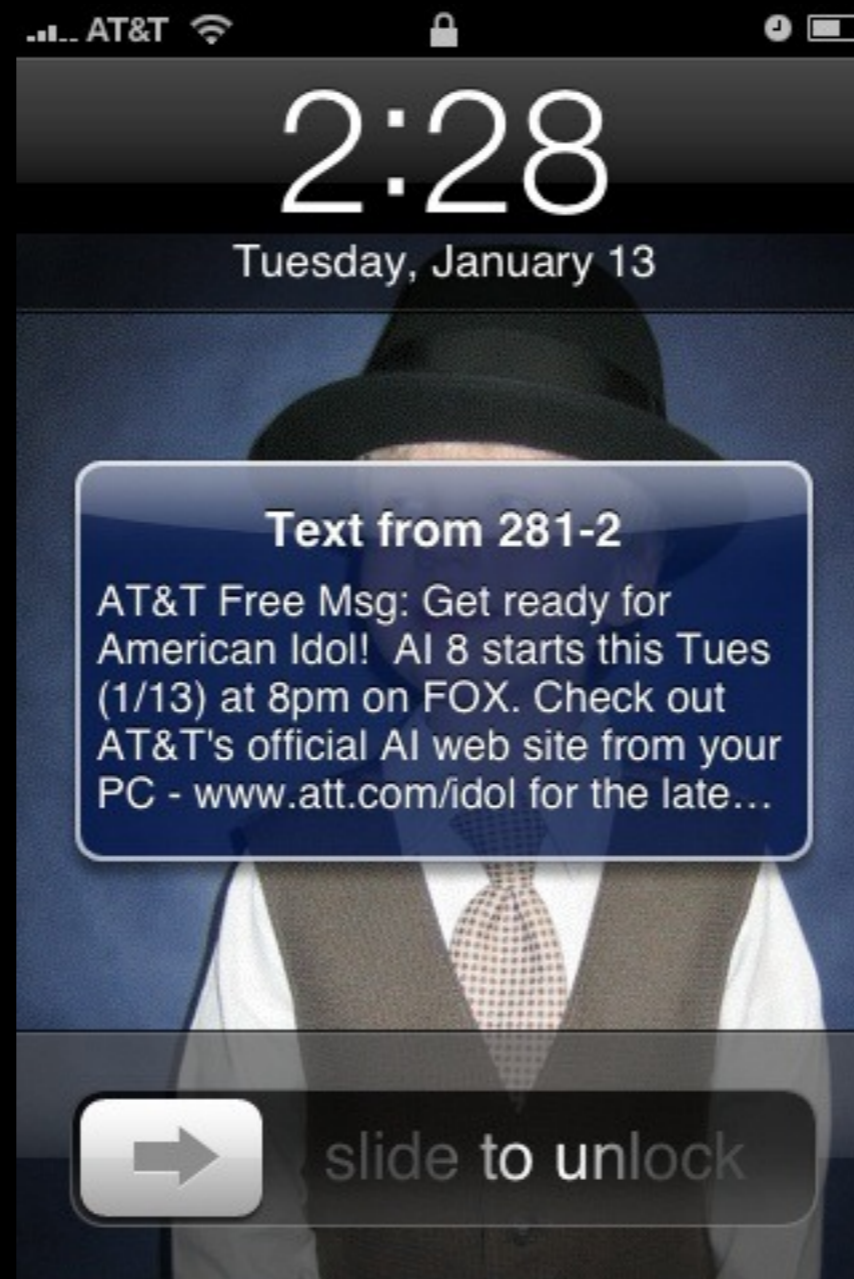 AT&T
2:28
Tuesday, January 13
Text from 281-2
AT&T Free Msg: Get ready for
American Idol!  AI 8 starts this Tues
(1/13) at 8pm on FOX. Check out
AT&T's official AI web site from your
PC - www.att.com/idol for the late...
slide to unlock